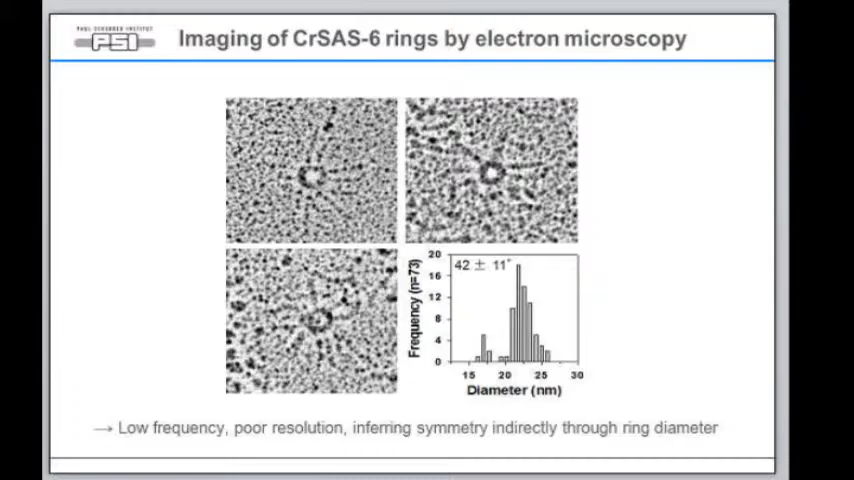 PAUL SCHERRER INSTITUT
PSI
Imaging of CrSAS-6 rings by electron microscopy
42 ± 11°
Frequency (n=73)
20
16
12
8
4
0
15 20 25 30
Diameter (nm)
→ Low frequency, poor resolution, inferring symmetry indirectly through ring diameter